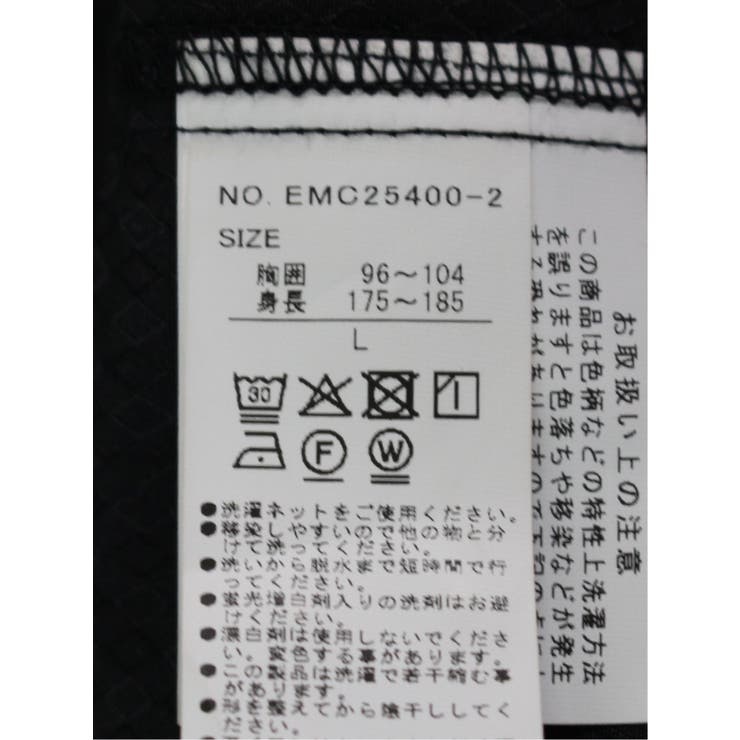 NO. EMC25400-2
SIZE
胸囲 96～104
身長 175～185
L
30
F
W
●洗濯ネットをご使用ください。
●移染しやすいので他の物と分
けて洗ってください。
●洗いから脱水まで短時間で行
ってください。
●蛍光増白剤入りの洗剤はお避
けください。
●漂白剤は使用しないでくださ
い。変色する事があります。
●この製品は洗濯で若干縮む事
があります。
●形を整えてから陰干ししてく
ださい。
お取扱い上の注意
この商品は色柄などの特性上洗濯方法
を誤りますと色落ちや移染などが発生